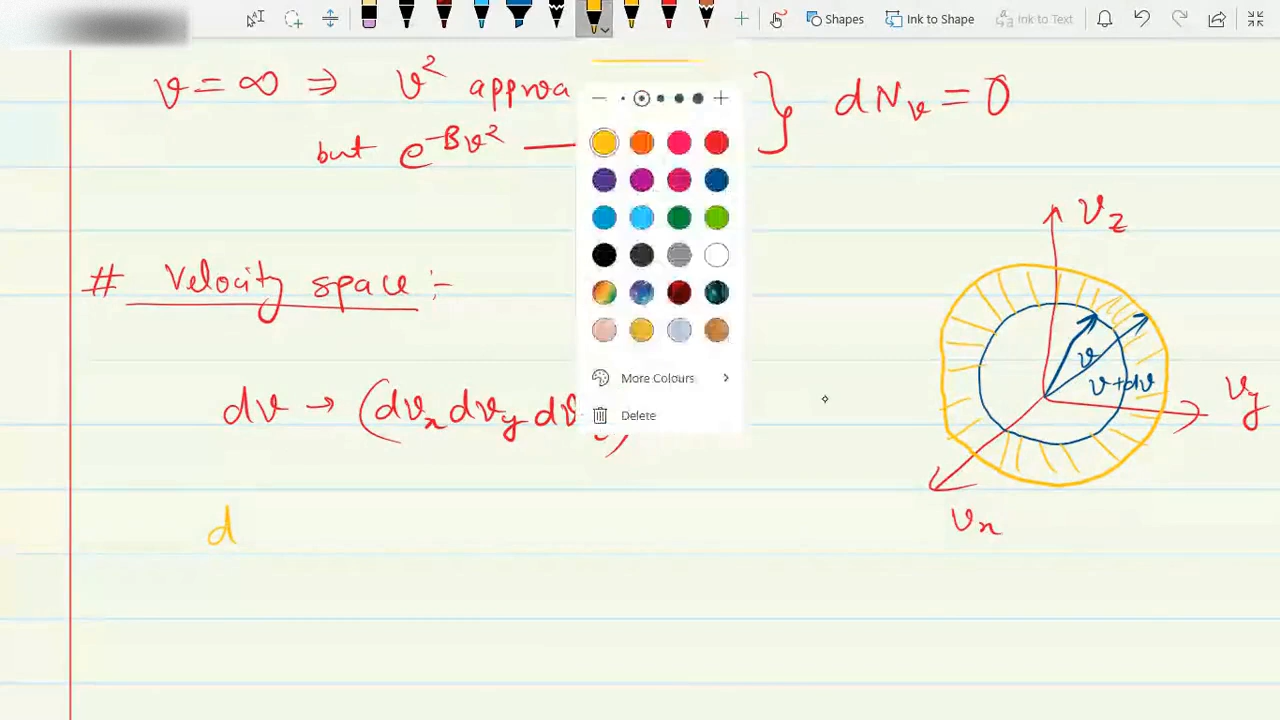 Shapes Ink to Shape Ink to Text
v = ∞ ⇒ v² approa } dN_v = 0
but e^{-Bv²} —
# Velocity space :-
v_z
v
v+dv
v_y
dv → (dv_x dv_y dv
v_x
d
More Colours
Delete